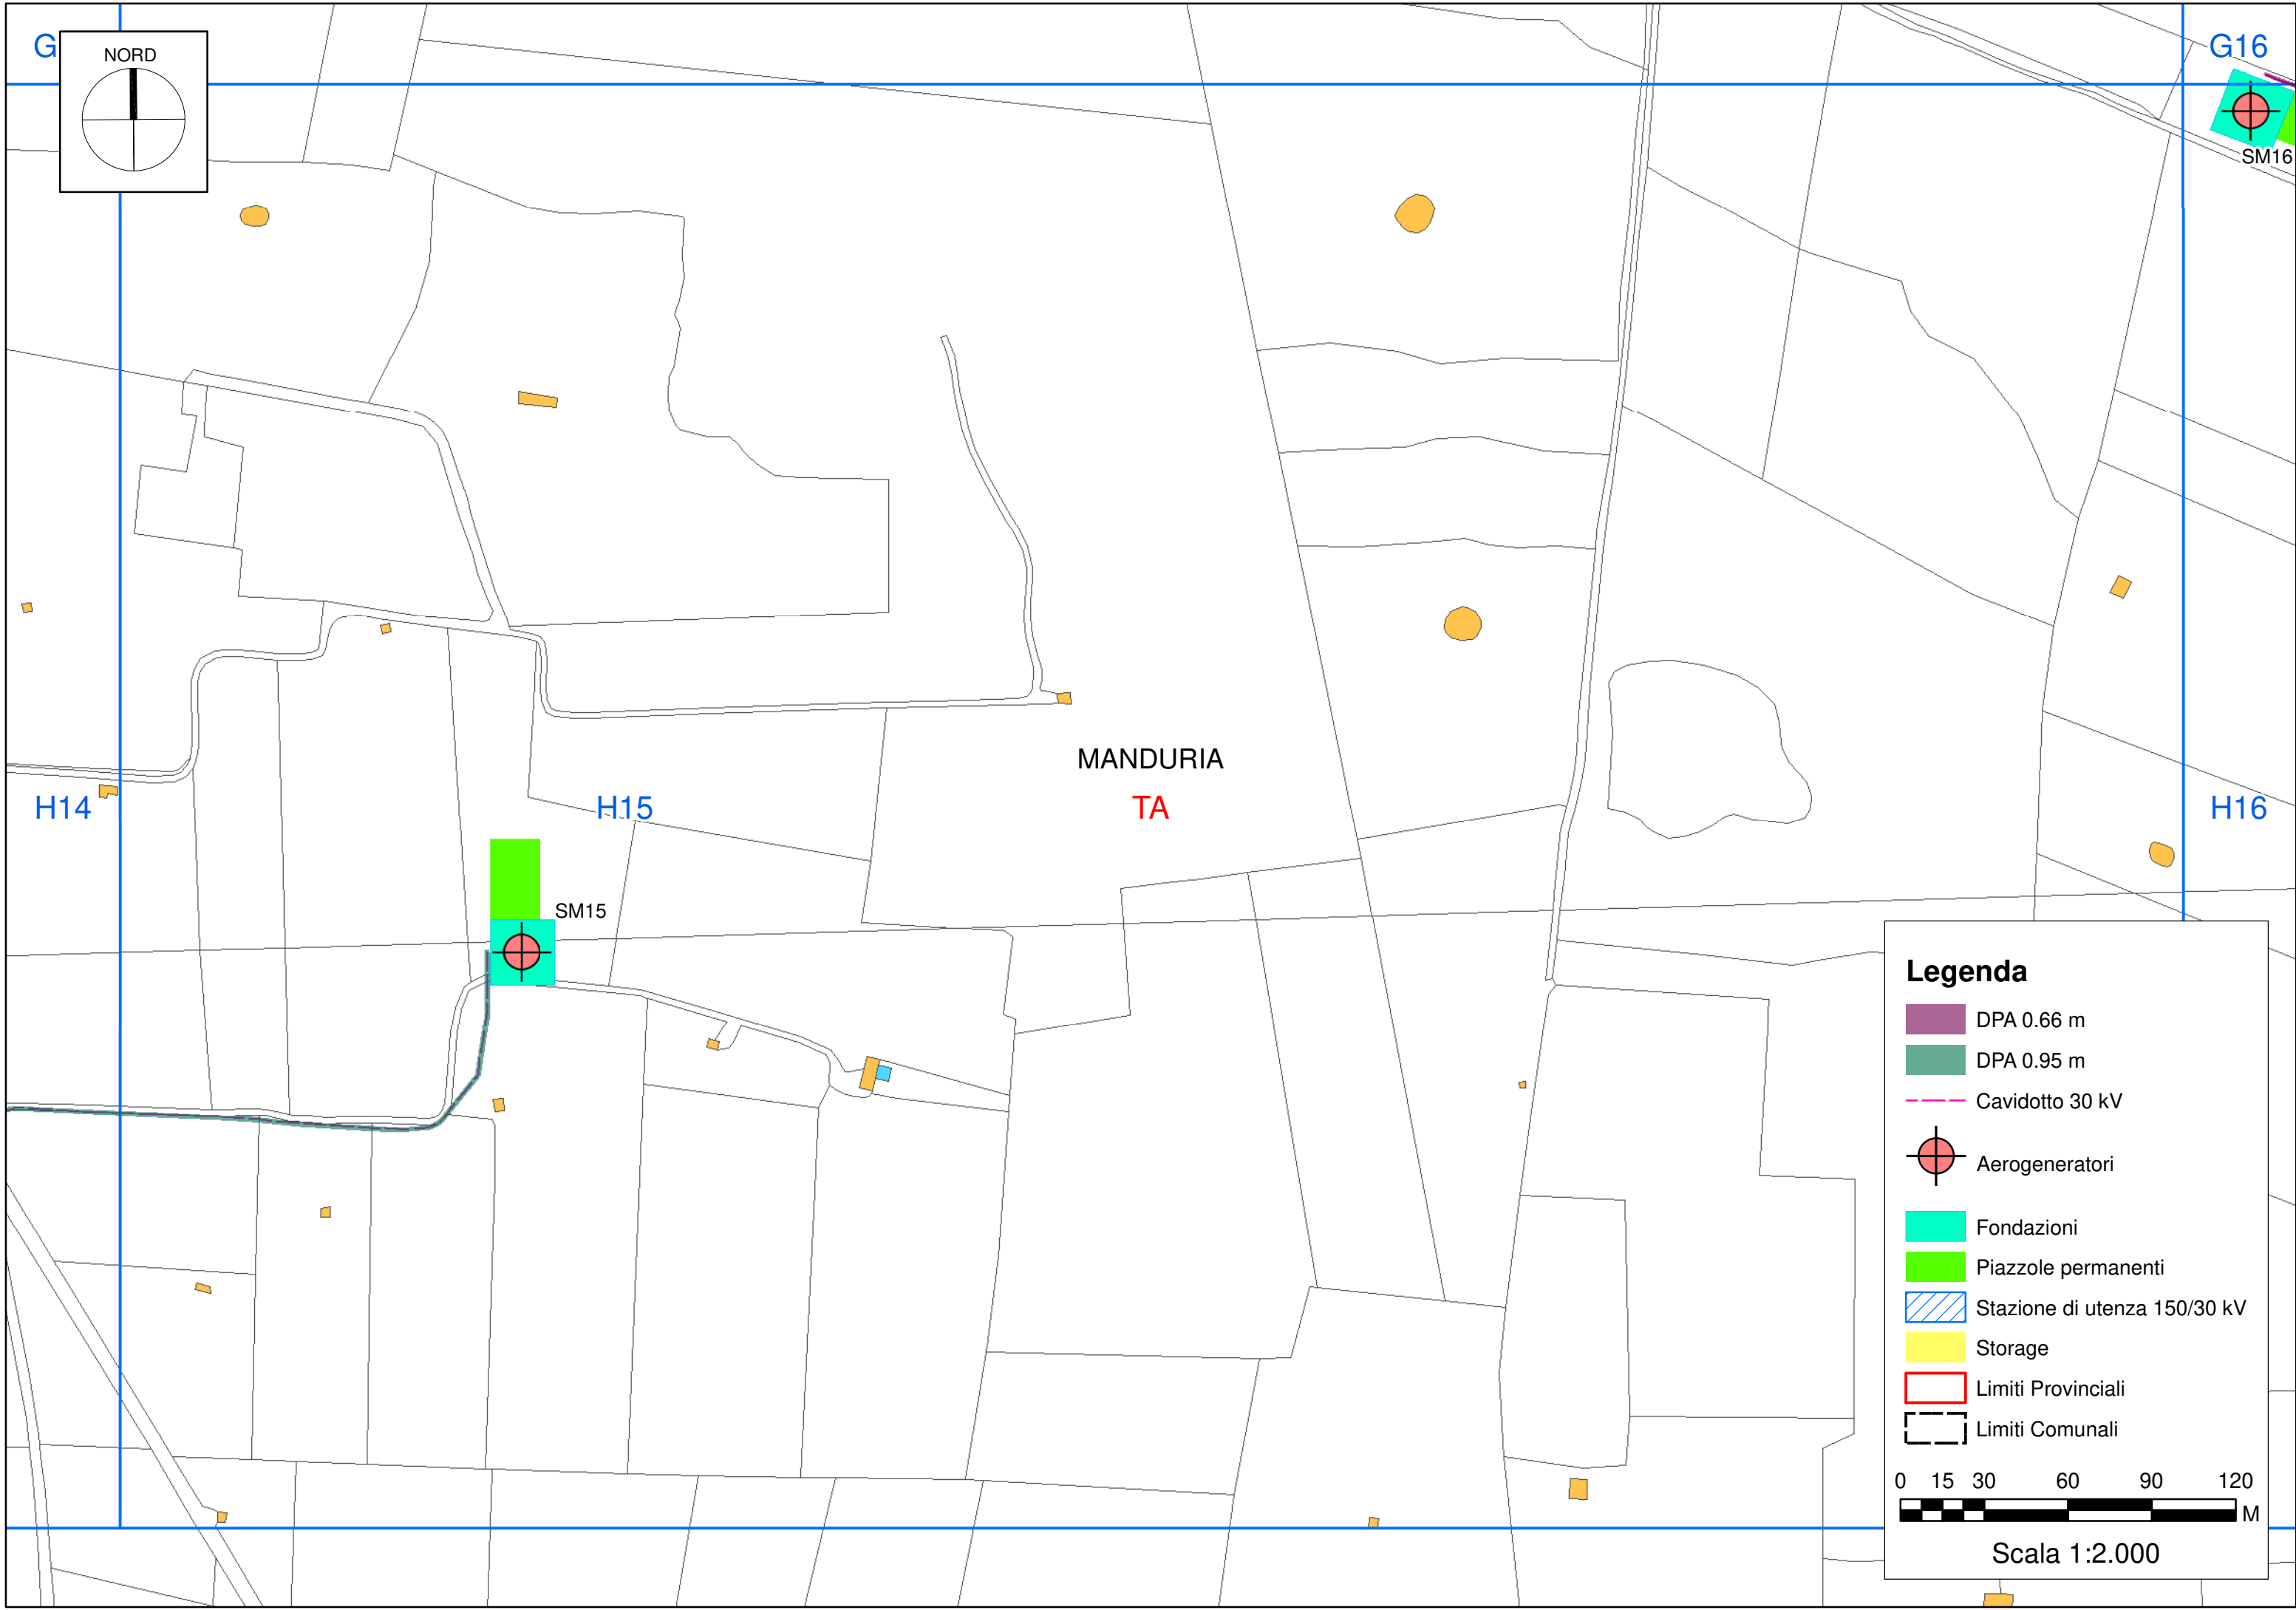 G
NORD
G16
SM16
MANDURIA
TA
H14
H15
H16
SM15
Legenda
DPA 0.66 m
DPA 0.95 m
Cavidotto 30 kV
Aerogeneratori
Fondazioni
Piazzole permanenti
Stazione di utenza 150/30 kV
Storage
Limiti Provinciali
Limiti Comunali
0 15 30 60 90 120
M
Scala 1:2.000